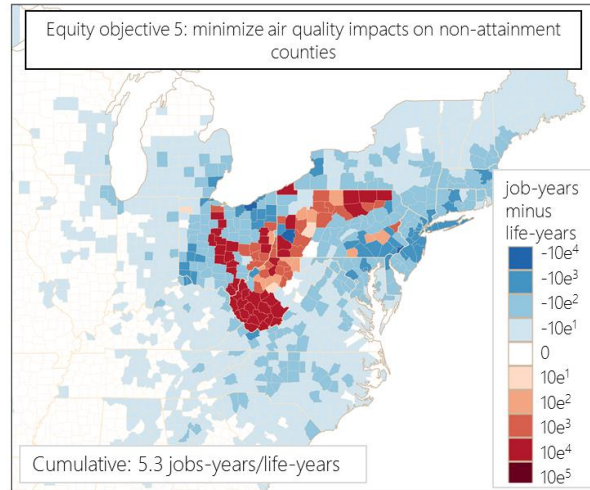 Equity objective 5: minimize air quality impacts on non-attainment
counties
job-years
minus
life-years
-10e⁴
-10e³
-10e²
-10e¹
0
10e¹
10e²
10e³
10e⁴
10e⁵
Cumulative: 5.3 jobs-years/life-years